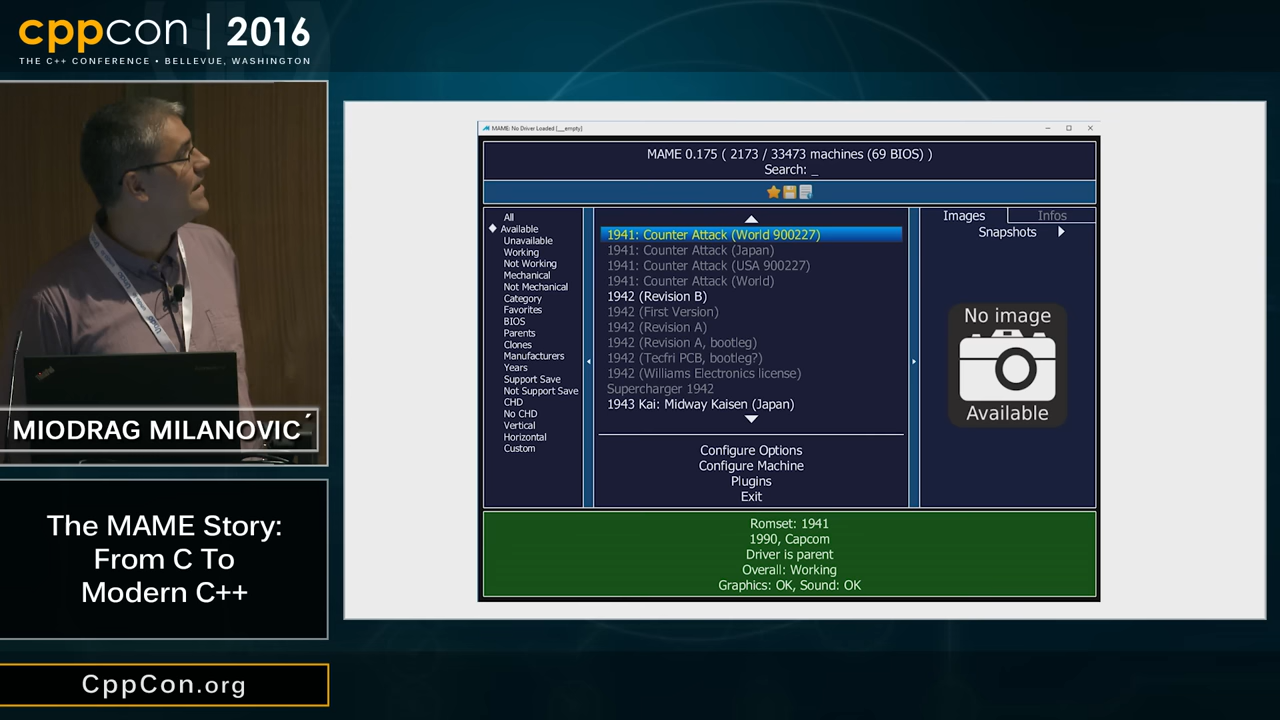 cppcon | 2016
THE C++ CONFERENCE • BELLEVUE, WASHINGTON
MIODRAG MILANOVIC´
The MAME Story:
From C To
Modern C++
CppCon.org
MAME: No Driver Loaded [___empty]
MAME 0.175 ( 2173 / 33473 machines (69 BIOS) )
Search: _
All
Available
Unavailable
Working
Not Working
Mechanical
Not Mechanical
Category
Favorites
BIOS
Parents
Clones
Manufacturers
Years
Support Save
Not Support Save
CHD
No CHD
Vertical
Horizontal
Custom
1941: Counter Attack (World 900227)
1941: Counter Attack (Japan)
1941: Counter Attack (USA 900227)
1941: Counter Attack (World)
1942 (Revision B)
1942 (First Version)
1942 (Revision A)
1942 (Revision A, bootleg)
1942 (Tecfri PCB, bootleg?)
1942 (Williams Electronics license)
Supercharger 1942
1943 Kai: Midway Kaisen (Japan)
Configure Options
Configure Machine
Plugins
Exit
Images
Infos
Snapshots
No image
Available
Romset: 1941
1990, Capcom
Driver is parent
Overall: Working
Graphics: OK, Sound: OK